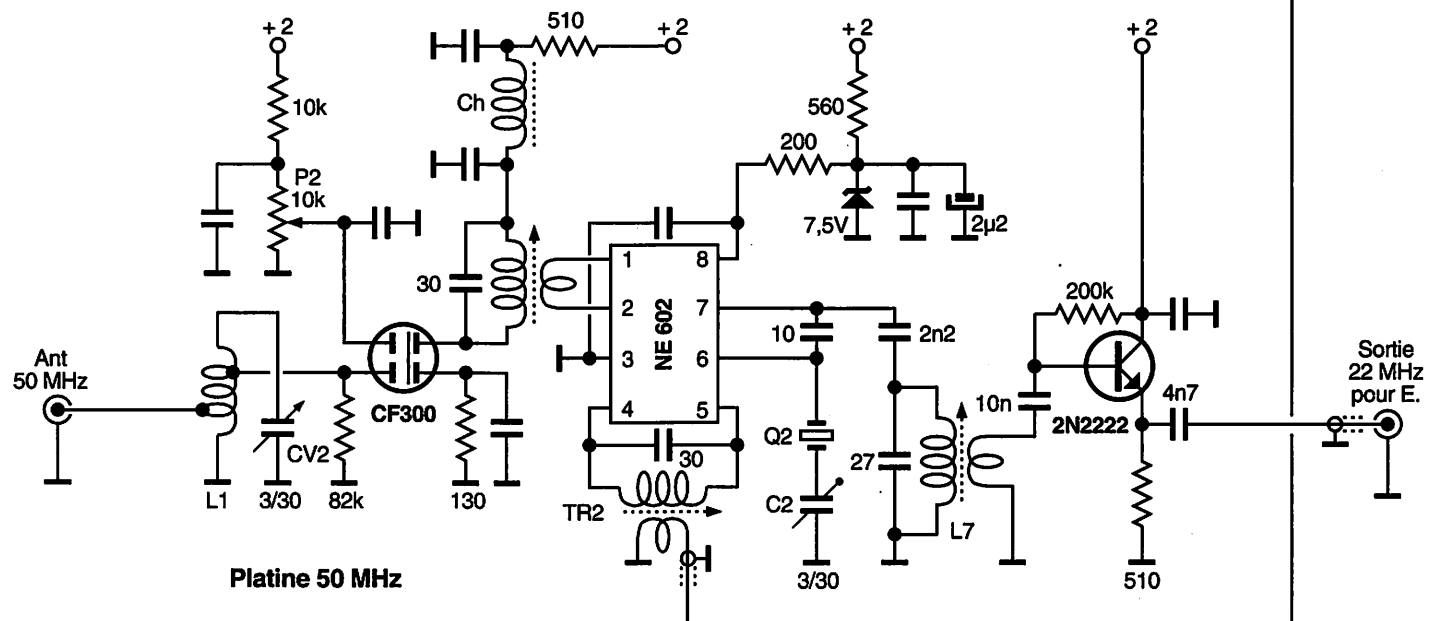 + 2
510
+ 2
+ 2
+ 2
10k
Ch
560
200
P2
10k
7,5V
2µ2
30
1
8
200k
2
7
NE 602
10
2n2
3
6
Ant
50 MHz
Sortie
22 MHz
pour E.
CF300
10n
4n7
2N2222
4
5
CV2
30
Q2
27
L1
3/30
82k
130
TR2
C2
L7
Platine 50 MHz
3/30
510